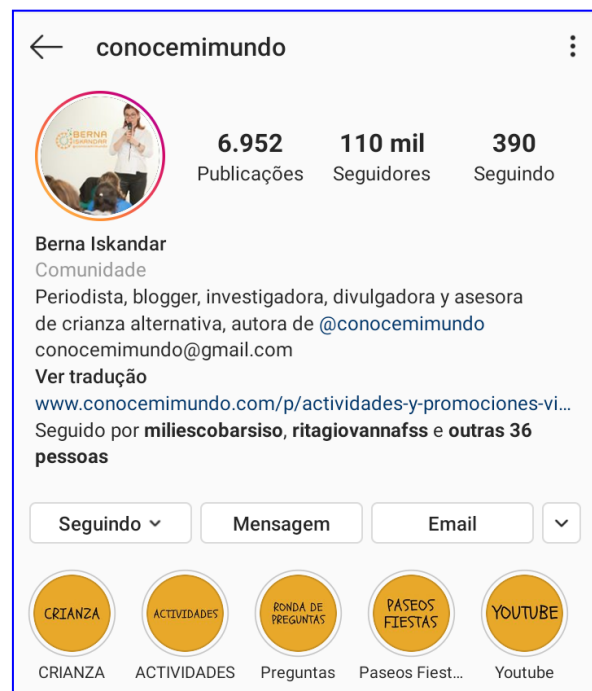 conocemimundo
BERNA
ISKANDAR
6.952
110 mil
390
Publicações
Seguidores
Seguindo
Berna Iskandar
Comunidade
Periodista, blogger, investigadora, divulgadora y asesora
de crianza alternativa, autora de @conocemimundo
conocemimundo@gmail.com
Ver tradução
www.conocemimundo.com/p/actividades-y-promociones-vi...
Seguido por miliescobarsiso, ritagiovannafss e outras 36
pessoas
Seguindo
Mensagem
Email
CRIANZA
ACTIVIDADES
RONDA DE
PREGUNTAS
PASEOS
FIESTAS
YOUTUBE
CRIANZA
ACTIVIDADES
Preguntas
Paseos Fiest...
Youtube